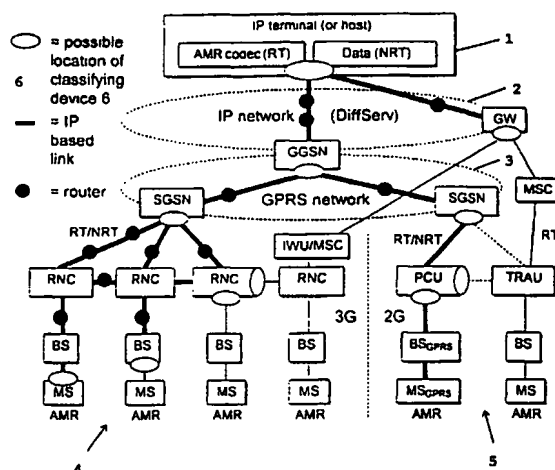 IP terminal (or host)
AMR codec (RT)
Data (NRT)
1
= possible
location of
classifying
device 6
6
= IP
based
link
= router
2
IP network
(DiffServ)
GW
GGSN
3
MSC
SGSN
GPRS network
SGSN
RT/NRT
IWU/MSC
RT/NRT
RT
RNC
RNC
RNC
RNC
PCU
TRAU
3G
2G
BS
BS
BS
BS
BSGPRS
BS
MS
MS
MS
MS
MSGPRS
MS
AMR
AMR
AMR
AMR
AMR
AMR
4
5